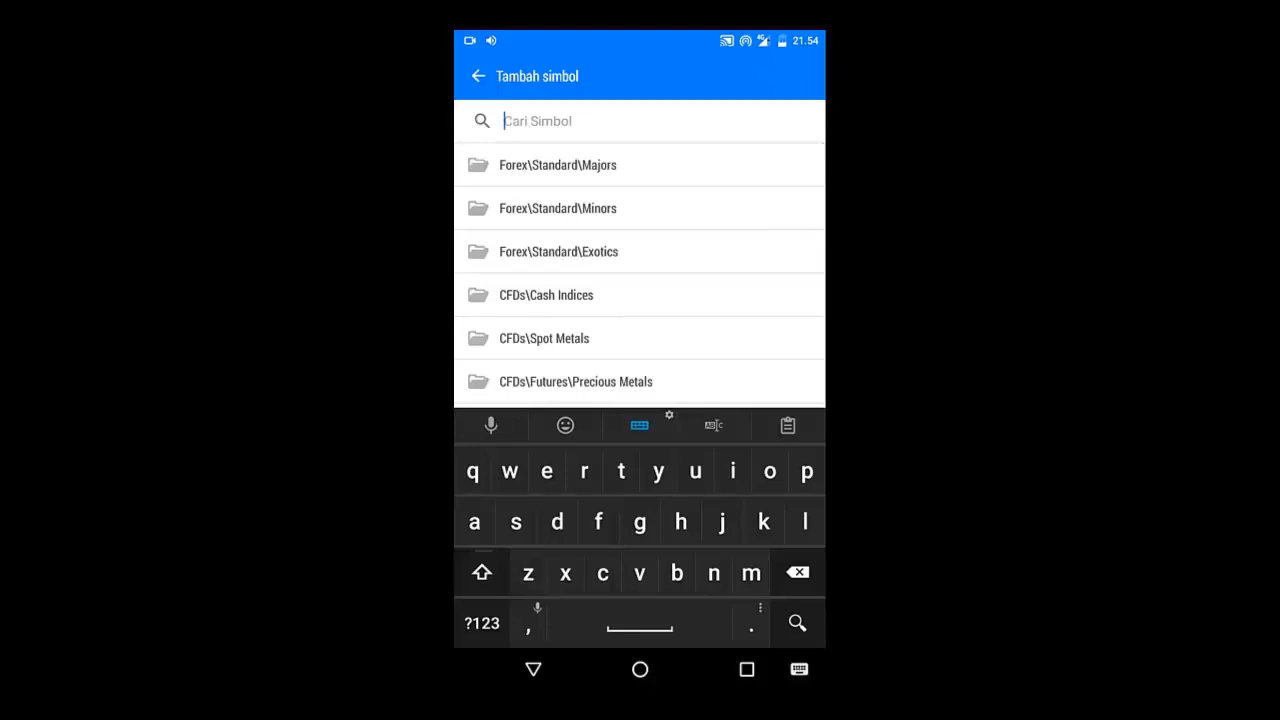 4G 21.54
Tambah simbol
Cari Simbol
Forex\Standard\Majors
Forex\Standard\Minors
Forex\Standard\Exotics
CFDs\Cash Indices
CFDs\Spot Metals
CFDs\Futures\Precious Metals
q w e r t y u i o p
a s d f g h j k l
z x c v b n m
?123 , .